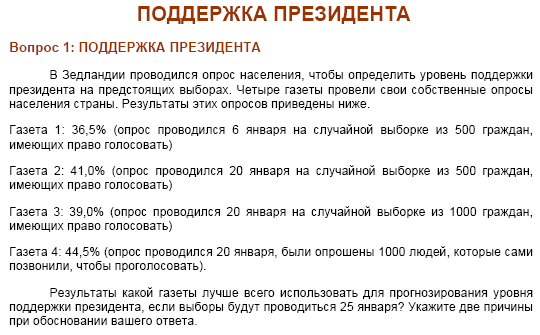 ПОДДЕРЖКА ПРЕЗИДЕНТА
Вопрос 1: ПОДДЕРЖКА ПРЕЗИДЕНТА
В Зедландии проводился опрос населения, чтобы определить уровень поддержки
президента на предстоящих выборах. Четыре газеты провели свои собственные опросы
населения страны. Результаты этих опросов приведены ниже.
Газета 1: 36,5% (опрос проводился 6 января на случайной выборке из 500 граждан,
имеющих право голосовать)
Газета 2: 41,0% (опрос проводился 20 января на случайной выборке из 500 граждан,
имеющих право голосовать)
Газета 3: 39,0% (опрос проводился 20 января на случайной выборке из 1000 граждан,
имеющих право голосовать)
Газета 4: 44,5% (опрос проводился 20 января, были опрошены 1000 людей, которые сами
позвонили, чтобы проголосовать).
Результаты какой газеты лучше всего использовать для прогнозирования уровня
поддержки президента, если выборы будут проводиться 25 января? Укажите две причины
при обосновании вашего ответа.